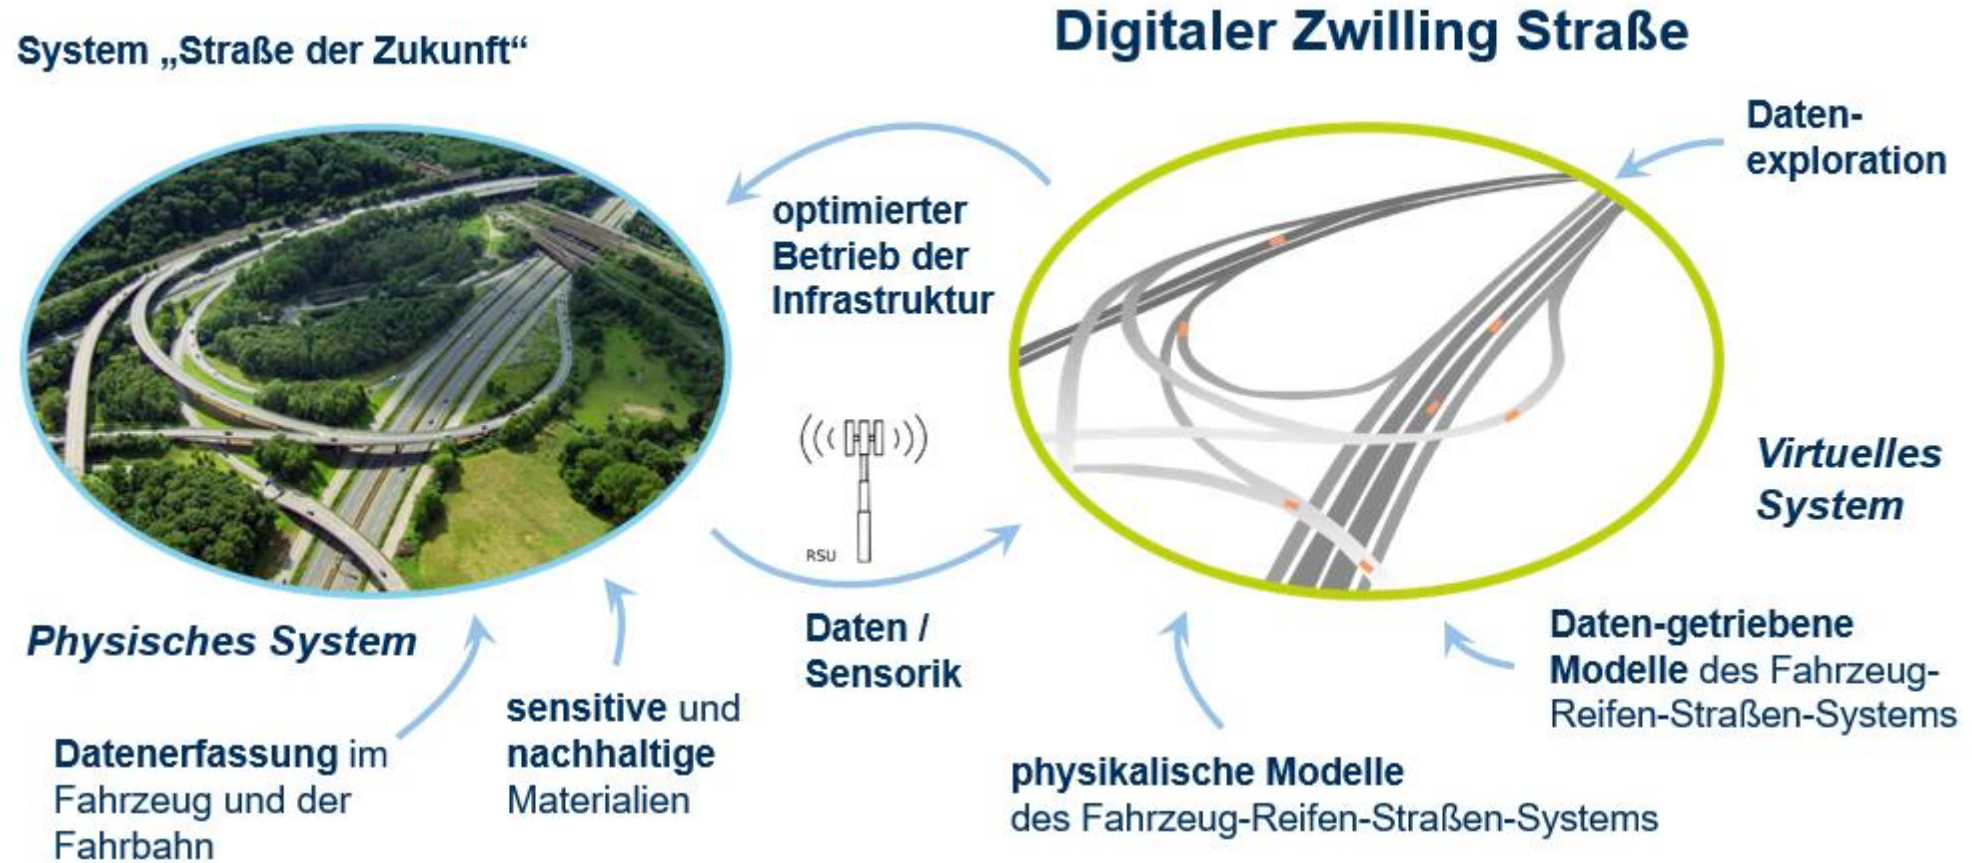 System „Straße der Zukunft“
Digitaler Zwilling Straße
Daten-
exploration
optimierter
Betrieb der
Infrastruktur
Virtuelles
System
RSU
Physisches System
Daten /
Sensorik
Daten-getriebene
Modelle des Fahrzeug-
Reifen-Straßen-Systems
sensitive und
nachhaltige
Materialien
Datenerfassung im
Fahrzeug und der
Fahrbahn
physikalische Modelle
des Fahrzeug-Reifen-Straßen-Systems